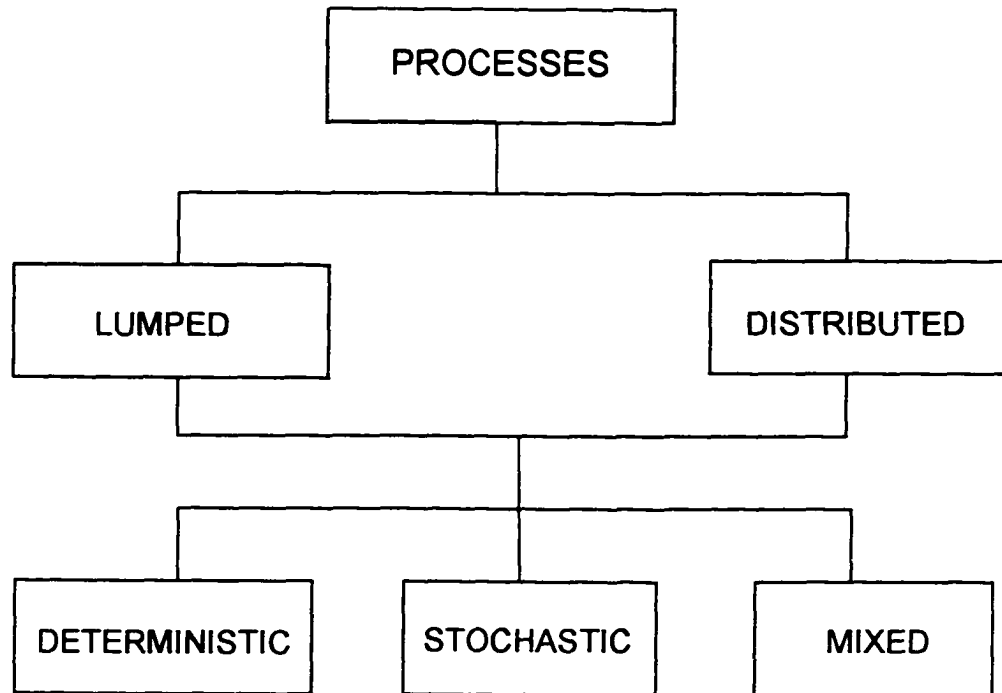 PROCESSES
LUMPED
DISTRIBUTED
DETERMINISTIC
STOCHASTIC
MIXED